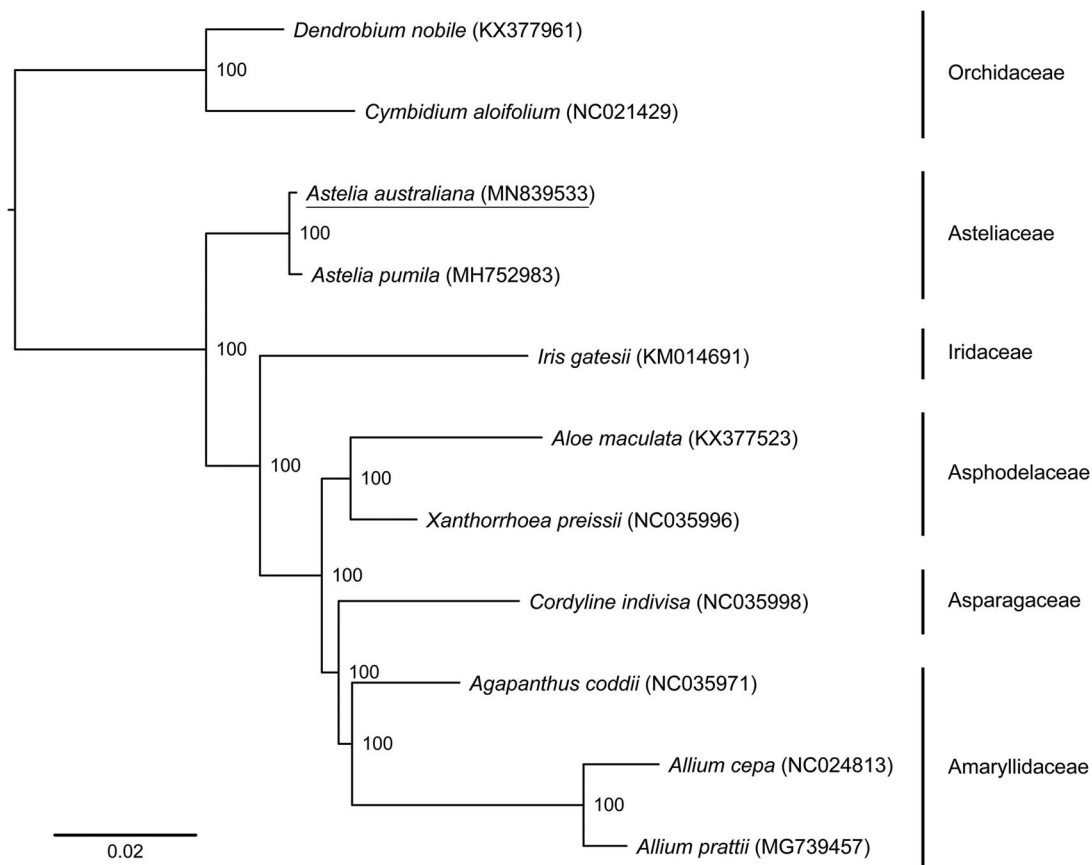 Dendrobium nobile (KX377961)
100
Orchidaceae
Cymbidium aloifolium (NC021429)
Astelia australiana (MN839533)
100
Asteliaceae
Astelia pumila (MH752983)
100
Iris gatesii (KM014691)
Iridaceae
Aloe maculata (KX377523)
100
100
Asphodelaceae
Xanthorrhoea preissii (NC035996)
100
Cordyline indivisa (NC035998)
Asparagaceae
100
Agapanthus coddii (NC035971)
100
Allium cepa (NC024813)
Amaryllidaceae
100
Allium prattii (MG739457)
0.02